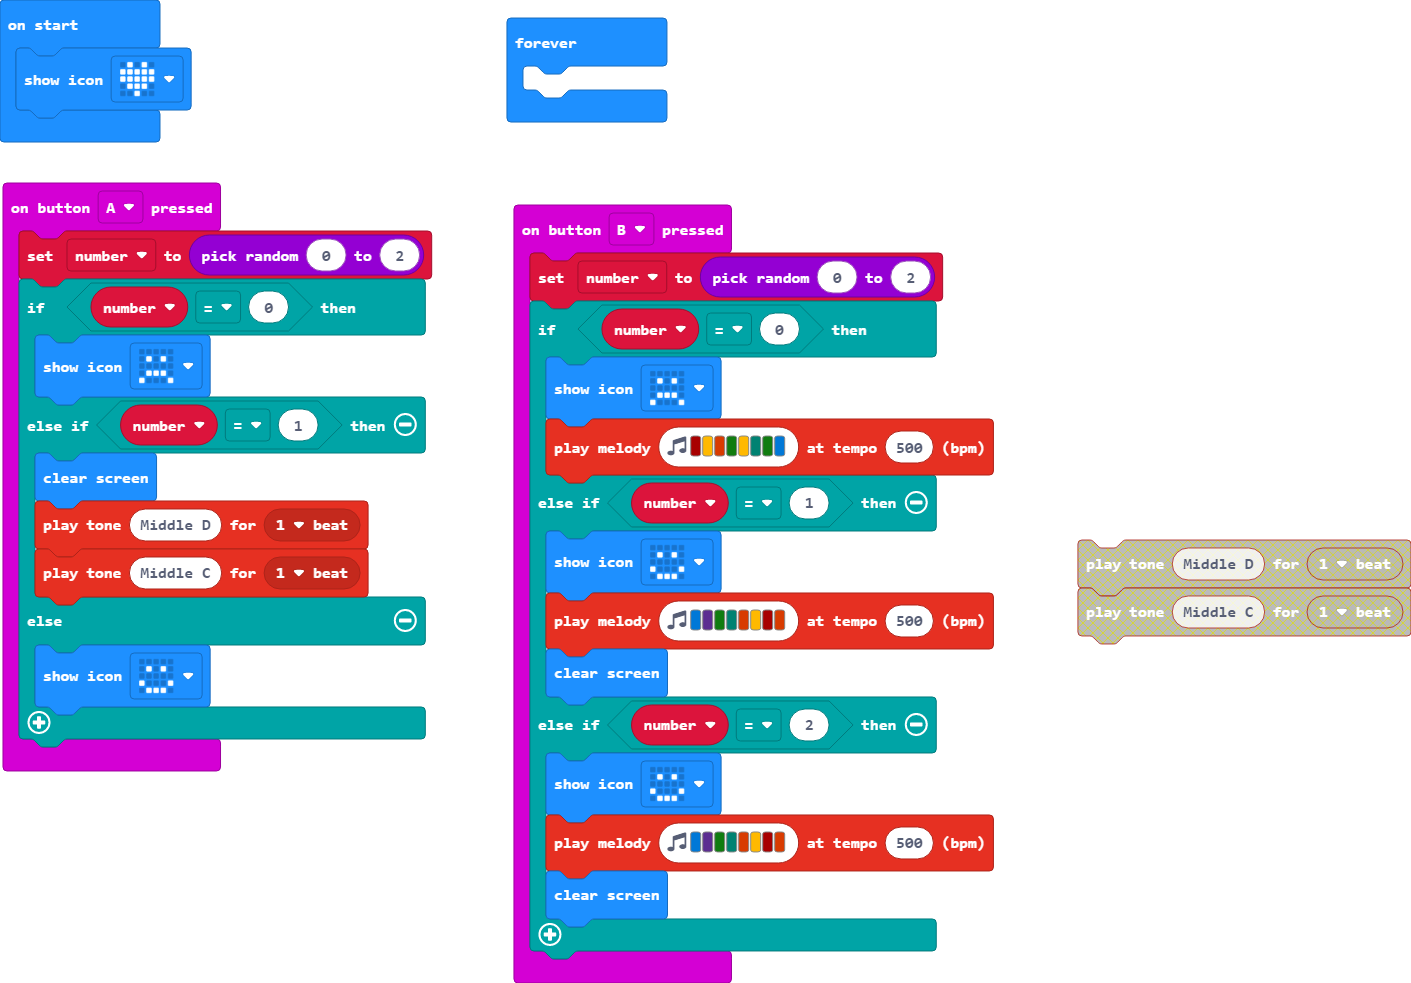 on start
show icon
forever
on button A pressed
set number to pick random 0 to 2
if number = 0 then
show icon
else if number = 1 then
clear screen
play tone Middle D for 1 beat
play tone Middle C for 1 beat
else
show icon
on button B pressed
set number to pick random 0 to 2
if number = 0 then
show icon
play melody at tempo 500 (bpm)
else if number = 1 then
show icon
play melody at tempo 500 (bpm)
clear screen
else if number = 2 then
show icon
play melody at tempo 500 (bpm)
clear screen
play tone Middle D for 1 beat
play tone Middle C for 1 beat